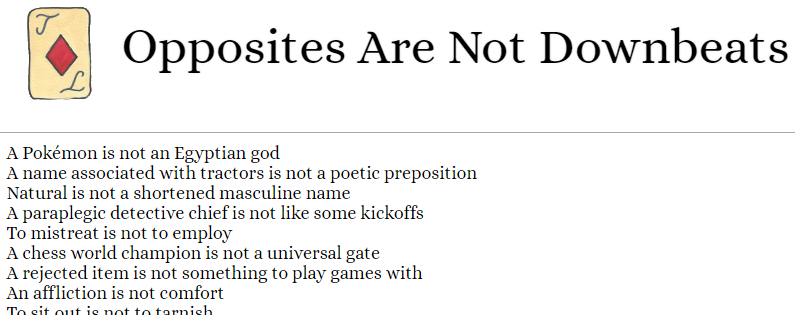 J
Opposites Are Not Downbeats
L
A Pokémon is not an Egyptian god
A name associated with tractors is not a poetic preposition
Natural is not a shortened masculine name
A paraplegic detective chief is not like some kickoffs
To mistreat is not to employ
A chess world champion is not a universal gate
A rejected item is not something to play games with
An affliction is not comfort
To sit out is not to tarnish